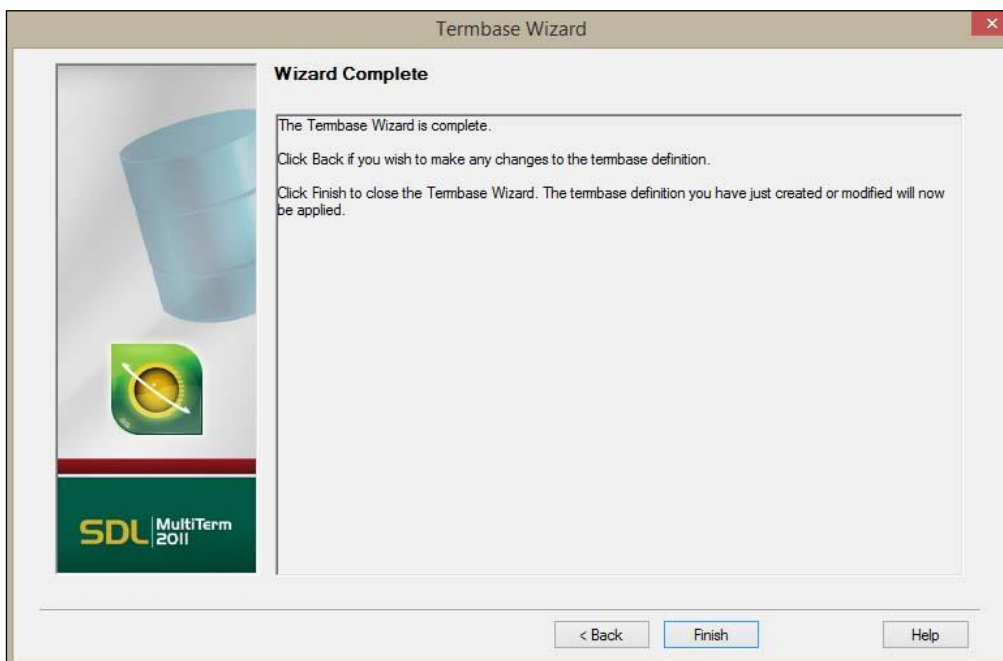 Termbase Wizard
Wizard Complete
The Termbase Wizard is complete.
Click Back if you wish to make any changes to the termbase definition.
Click Finish to close the Termbase Wizard. The termbase definition you have just created or modified will now
be applied.
SDL MultiTerm
2011
< Back
Finish
Help